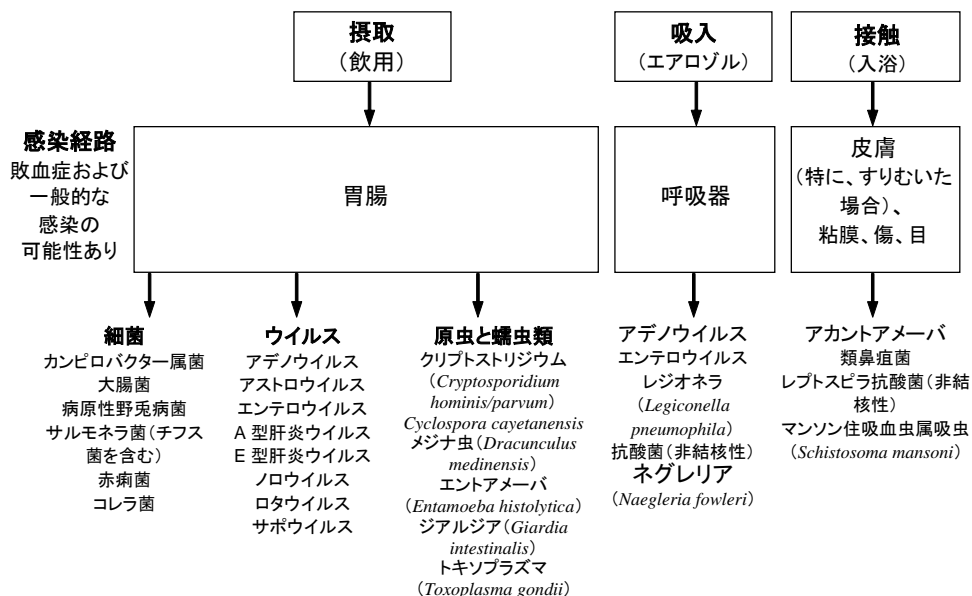 摂取
(飲用)
吸入
(エアロゾル)
接触
(入浴)
感染経路
敗血症および
一般的な
感染の
可能性あり
胃腸
呼吸器
皮膚
(特に、すりむいた
場合)、
粘膜、傷、目
細菌
カンピロバクター属菌
大腸菌
病原性野兎病菌
サルモネラ菌(チフス
菌を含む)
赤痢菌
コレラ菌
ウイルス
アデノウイルス
アストロウイルス
エンテロウイルス
A 型肝炎ウイルス
E 型肝炎ウイルス
ノロウイルス
ロタウイルス
サポウイルス
原虫と蠕虫類
クリプトストリジウム
(Cryptosporidium
hominis/parvum)
Cyclospora cayetanensis
メジナ虫(Dracunculus
medinensis)
エントアメーバ
(Entamoeba histolytica)
ジアルジア(Giardia
intestinalis)
トキソプラズマ
(Toxoplasma gondii)
アデノウイルス
エンテロウイルス
レジオネラ
(Legiconella
pneumophila)
抗酸菌(非結核性)
ネグレリア
(Naegleria fowleri)
アカントアメーバ
類鼻疽菌
レプトスピラ抗酸菌(非結
核性)
マンソン住吸血虫属吸虫
(Schistosoma mansoni)